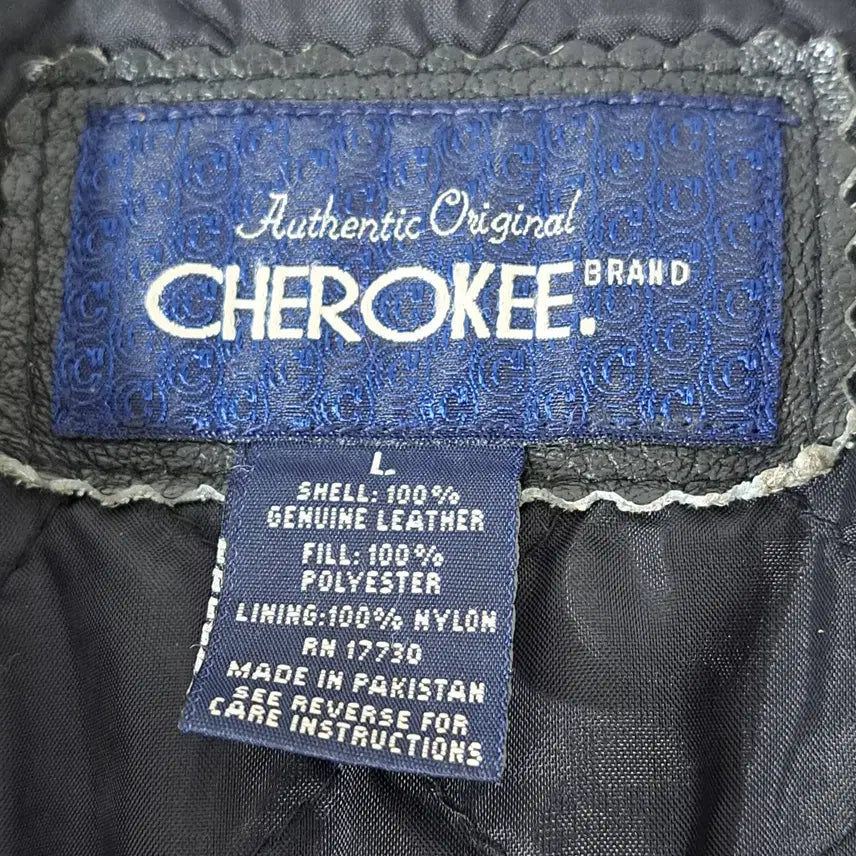 Authentic Original
CHEROKEE. BRAND
L.
SHELL: 100%
GENUINE LEATHER
FILL: 100%
POLYESTER
LINING: 100% NYLON
RN 17730
MADE IN PAKISTAN
SEE REVERSE FOR
CARE INSTRUCTIONS